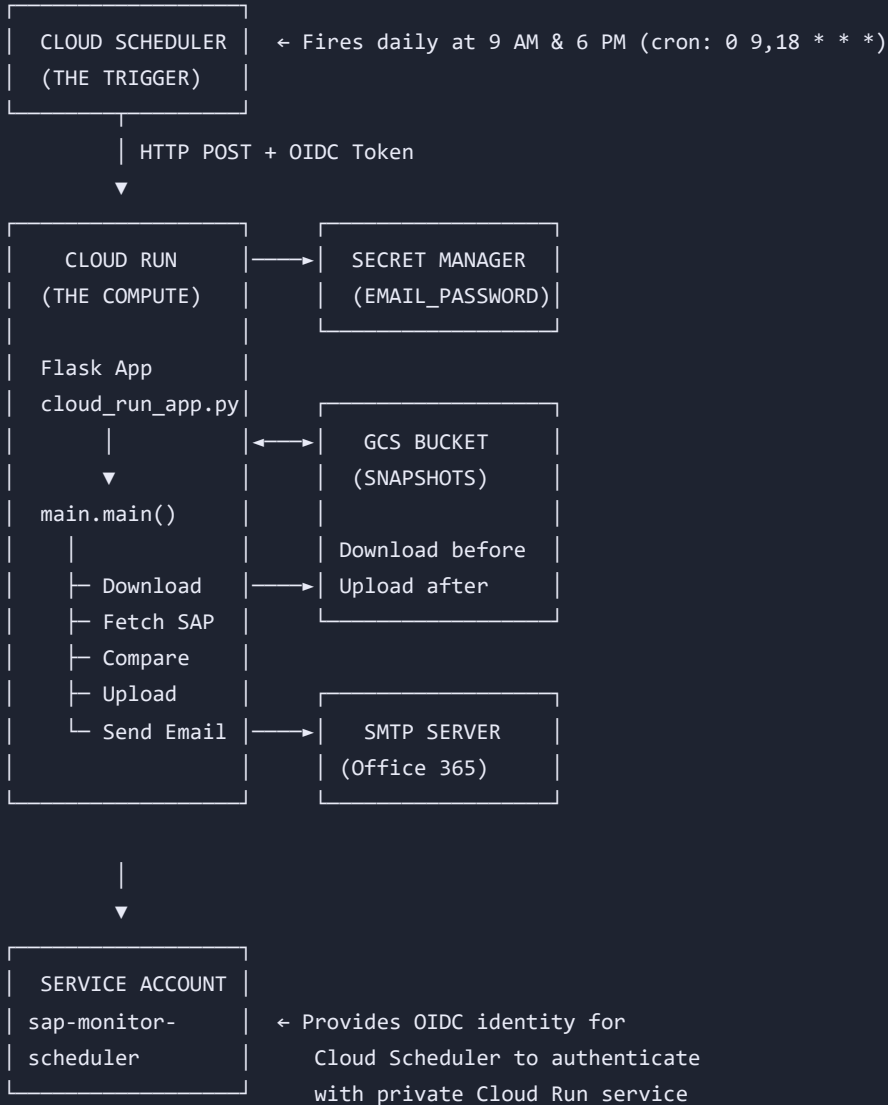 CLOUD SCHEDULER ← Fires daily at 9 AM & 6 PM (cron: 0 9,18 * * *)
(THE TRIGGER)
HTTP POST + OIDC Token
CLOUD RUN
(THE COMPUTE)
SECRET MANAGER
(EMAIL_PASSWORD)
Flask App
cloud_run_app.py
GCS BUCKET
(SNAPSHOTS)
main.main()
Download before
Download
Upload after
Fetch SAP
Compare
Upload
Send Email
SMTP SERVER
(Office 365)
SERVICE ACCOUNT
sap-monitor-
scheduler
← Provides OIDC identity for
Cloud Scheduler to authenticate
with private Cloud Run service